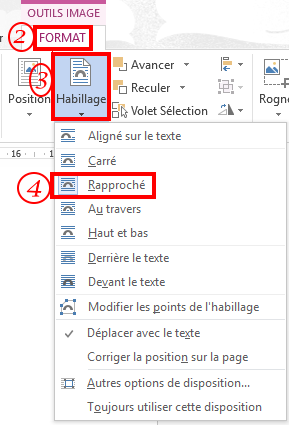 OUTILS IMAGE
2 FORMAT
3
Position
Habillage
Avancer
Reculer
Volet Sélection
Rogne
16
Aligné sur le texte
Carré
4 Rapproché
Au travers
Haut et bas
Derrière le texte
Devant le texte
Modifier les points de l'habillage
Déplacer avec le texte
Corriger la position sur la page
Autres options de disposition...
Toujours utiliser cette disposition